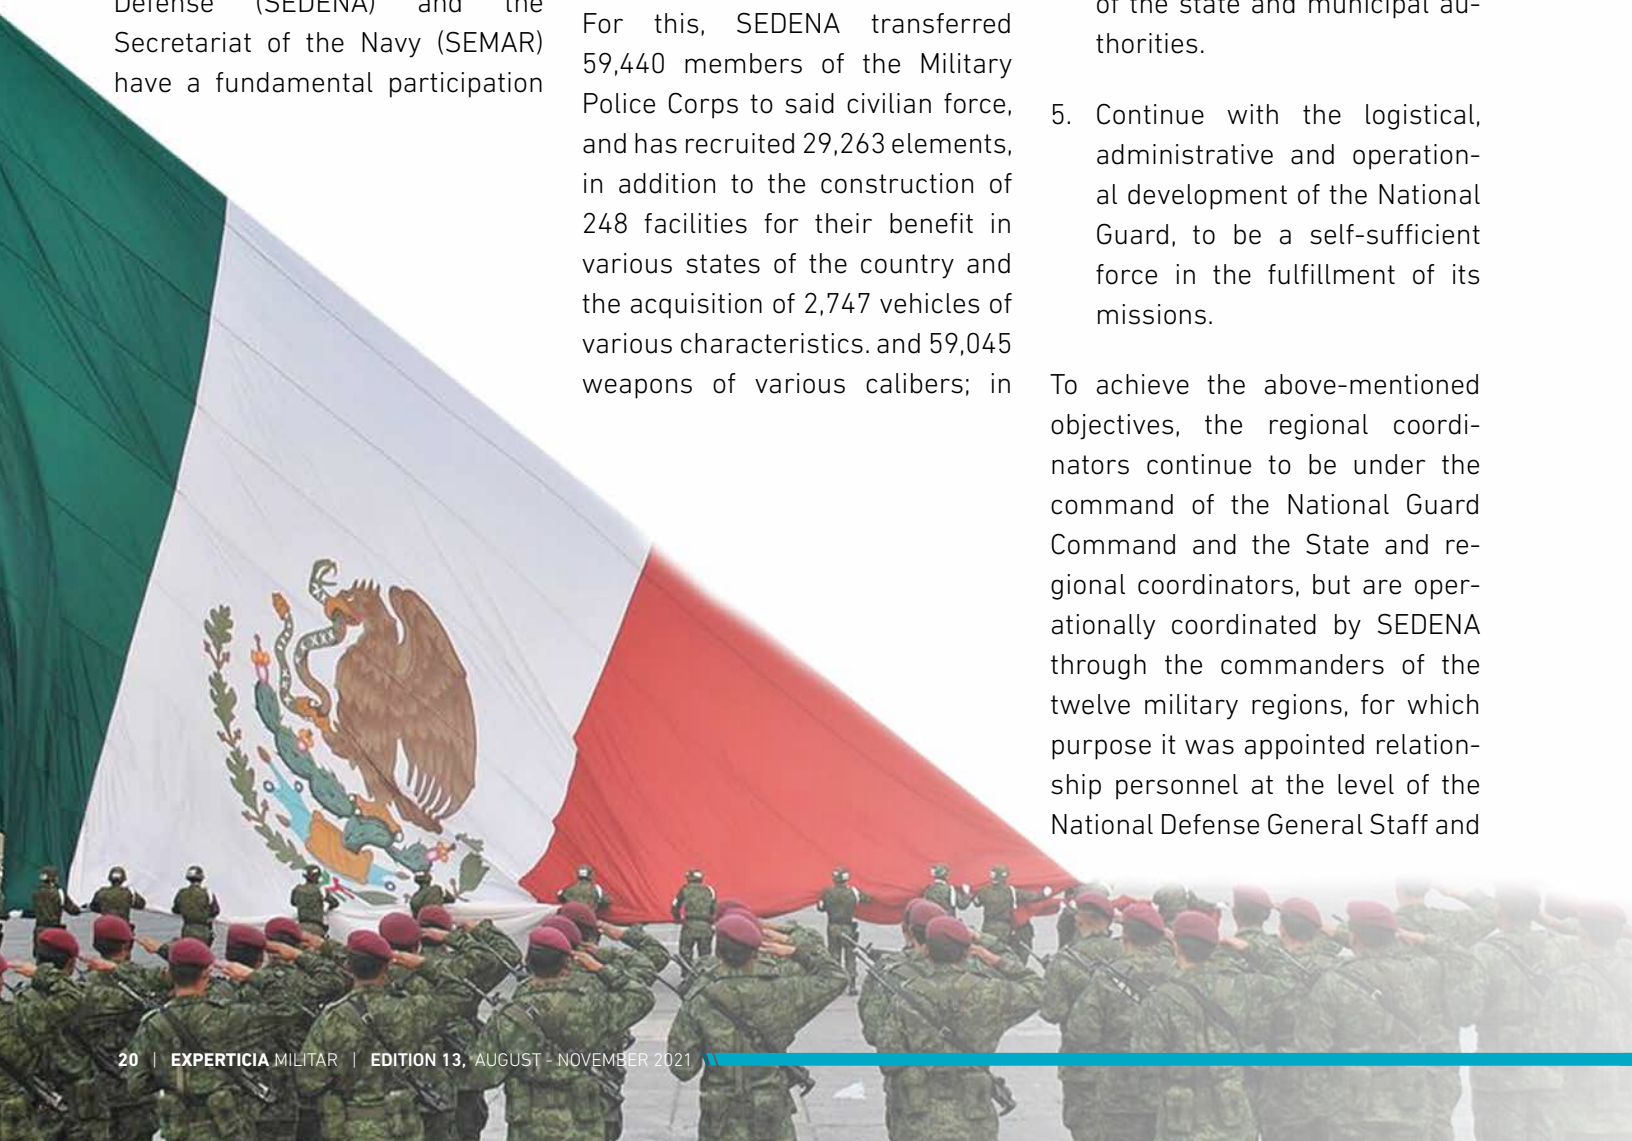 Defense (SEDENA) and the
Secretariat of the Navy (SEMAR)
have a fundamental participation
For this, SEDENA transferred
59,440 members of the Military
Police Corps to said civilian force,
and has recruited 29,263 elements,
in addition to the construction of
248 facilities for their benefit in
various states of the country and
the acquisition of 2,747 vehicles of
various characteristics. and 59,045
weapons of various calibers; in
of the state and municipal au-
thorities.
5. Continue with the logistical,
administrative and operation-
al development of the National
Guard, to be a self-sufficient
force in the fulfillment of its
missions.
To achieve the above-mentioned
objectives, the regional coordi-
nators continue to be under the
command of the National Guard
Command and the State and re-
gional coordinators, but are oper-
ationally coordinated by SEDENA
through the commanders of the
twelve military regions, for which
purpose it was appointed relation-
ship personnel at the level of the
National Defense General Staff and
20 | EXPERTICIA MILITAR | EDITION 13, AUGUST - NOVEMBER 2021